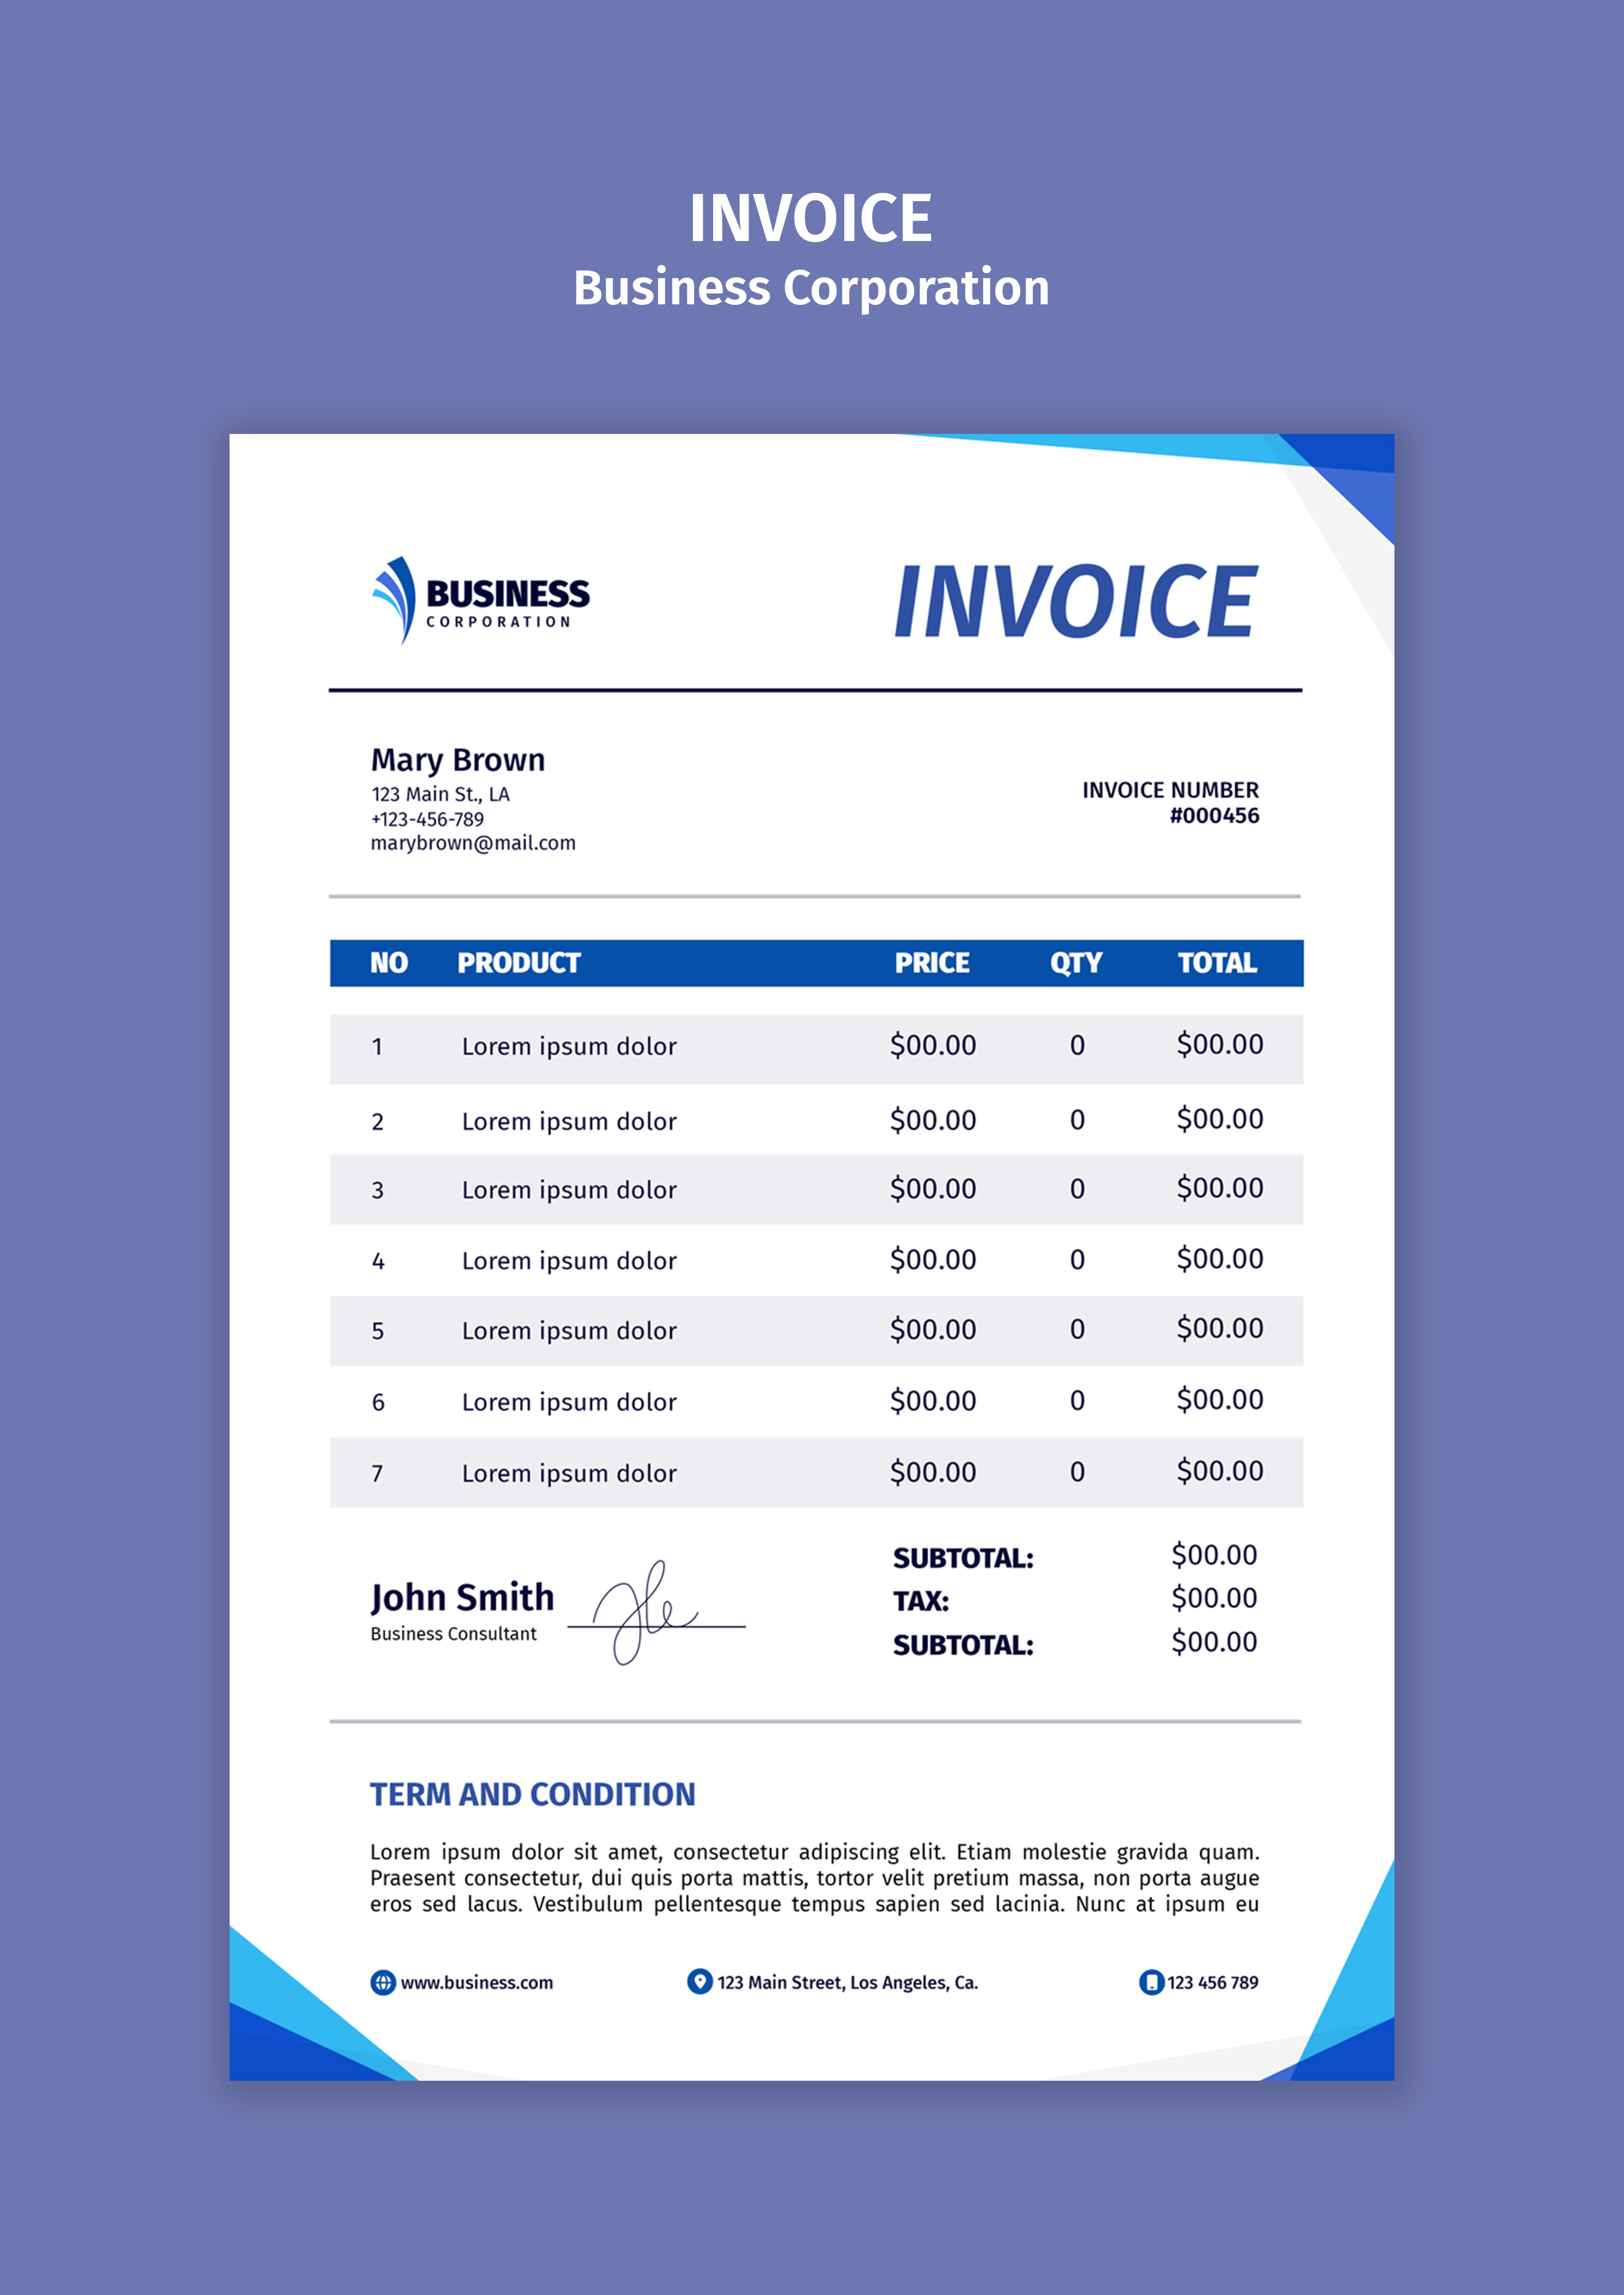 INVOICE
Business Corporation
BUSINESS
CORPORATION
INVOICE
Mary Brown
123 Main St., LA
+123-456-789
marybrown@mail.com
INVOICE NUMBER
#000456
NO PRODUCT PRICE QTY TOTAL
1 Lorem ipsum dolor $00.00 0 $00.00
2 Lorem ipsum dolor $00.00 0 $00.00
3 Lorem ipsum dolor $00.00 0 $00.00
4 Lorem ipsum dolor $00.00 0 $00.00
5 Lorem ipsum dolor $00.00 0 $00.00
6 Lorem ipsum dolor $00.00 0 $00.00
7 Lorem ipsum dolor $00.00 0 $00.00
John Smith
Business Consultant
SUBTOTAL: $00.00
TAX: $00.00
SUBTOTAL: $00.00
TERM AND CONDITION
Lorem ipsum dolor sit amet, consectetur adipiscing elit. Etiam molestie gravida quam.
Praesent consectetur, dui quis porta mattis, tortor velit pretium massa, non porta augue
eros sed lacus. Vestibulum pellentesque tempus sapien sed lacinia. Nunc at ipsum eu
www.business.com 123 Main Street, Los Angeles, Ca. 123 456 789